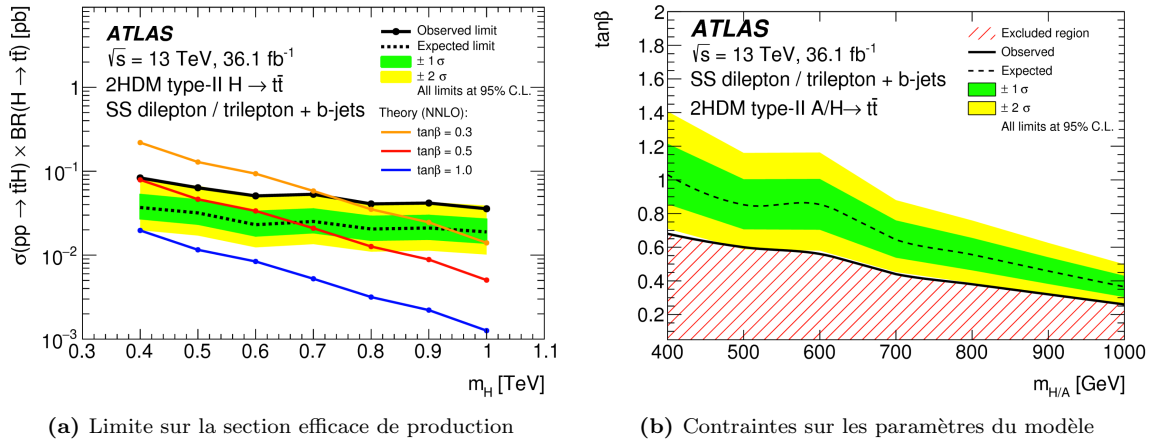 σ(pp → tt̄H) × BR(H → tt̄) [pb]
ATLAS
√s = 13 TeV, 36.1 fb⁻¹
2HDM type-II H → tt̄
SS dilepton / trilepton + b-jets
Observed limit
Expected limit
± 1 σ
± 2 σ
All limits at 95% C.L.
Theory (NNLO):
tanβ = 0.3
tanβ = 0.5
tanβ = 1.0
1
10⁻¹
10⁻²
10⁻³
0.3 0.4 0.5 0.6 0.7 0.8 0.9 1 1.1
m_H [TeV]
(a) Limite sur la section efficace de production
tanβ
ATLAS
√s = 13 TeV, 36.1 fb⁻¹
SS dilepton / trilepton + b-jets
2HDM type-II A/H→ tt̄
Excluded region
Observed
Expected
± 1 σ
± 2 σ
All limits at 95% C.L.
2
1.8
1.6
1.4
1.2
1
0.8
0.6
0.4
0.2
400 500 600 700 800 900 1000
m_H/A [GeV]
(b) Contraintes sur les paramètres du modèle